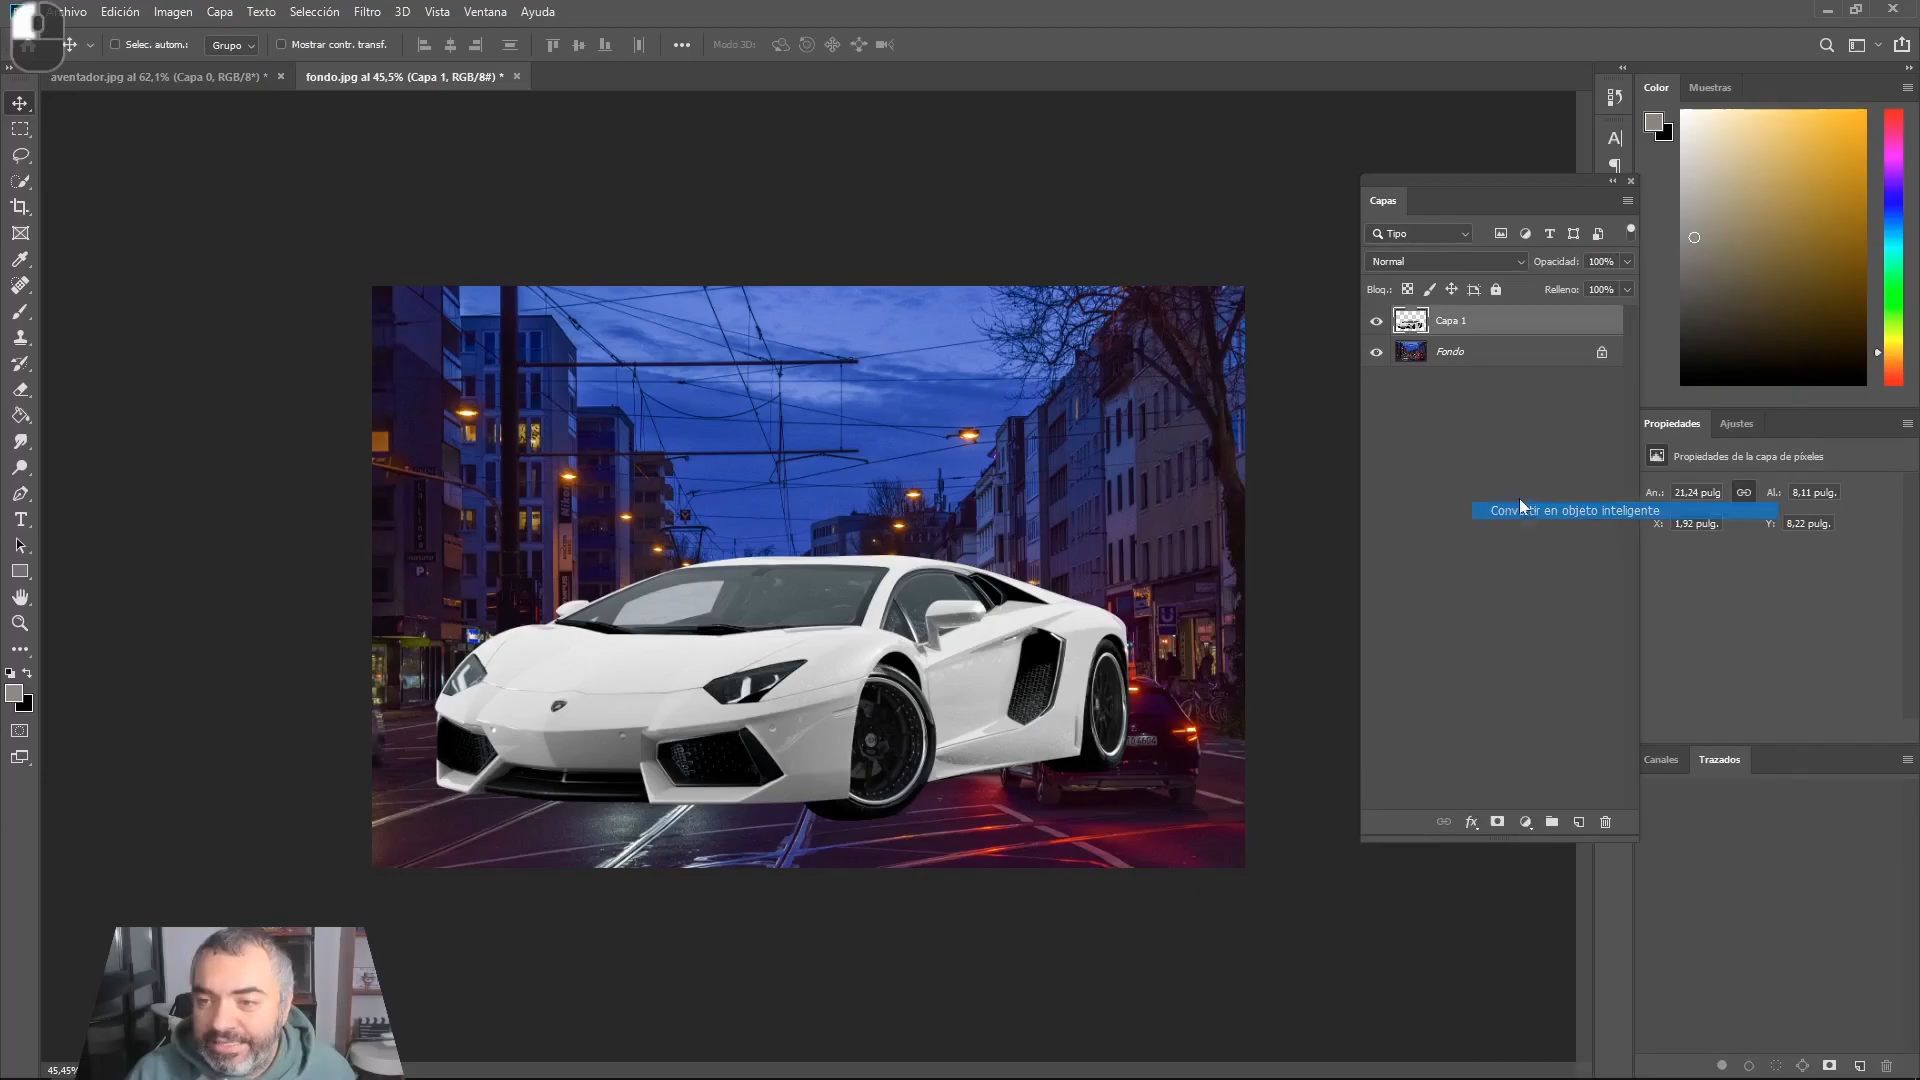 Archivo Edición Imagen Capa Texto Selección Filtro 3D Vista Ventana Ayuda
Selec. autom.: Grupo Mostrar contr. transf. Modo 3D:
aventador.jpg al 62,1% (Capa 0, RGB/8*) * fondo.jpg al 45,5% (Capa 1, RGB/8#) *
Color Muestras
Capas
Tipo
Normal Opacidad: 100%
Bloq.: Relleno: 100%
Capa 1
Fondo
Propiedades Ajustes
Propiedades de la capa de píxeles
An.: 21,24 pulg Al.: 8,11 pulg.
Convertir en objeto inteligente
X: 1,92 pulg. Y: 8,22 pulg.
Canales Trazados
fx
Nikon
45,45%